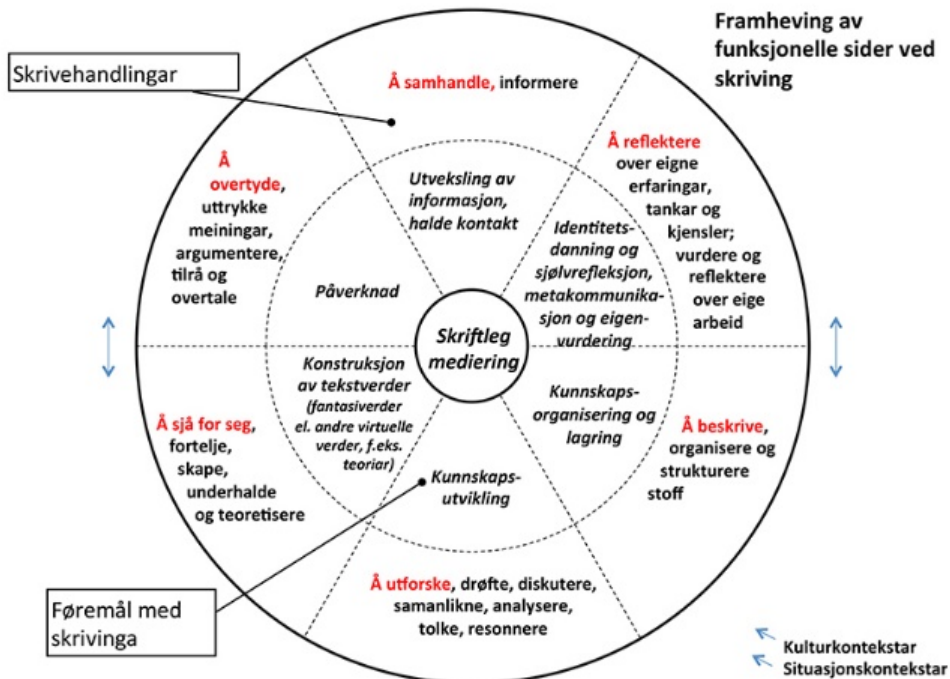 Framheving av
funksjonelle sider ved
skriving
Skrivehandlingar
Å samhandle, informere
Å reflektere
over eigne
erfaringar,
tankar og
kjensler;
vurdere og
reflektere
over eige
arbeid
Å
overtyde,
uttrykke
meiningar,
argumentere,
tilrå og
overtale
Utveksling av
informasjon,
halde kontakt
Identitets-
danning og
sjølvrefleksjon,
metakommunika-
sjon og eigen-
vurdering
Påverknad
Skriftleg
mediering
Konstruksjon
av tekstverder
(fantasiverder
el. andre virtuelle
verder, f.eks.
teoriar)
Kunnskaps-
organisering og
lagring
Kunnskaps-
utvikling
Å sjå for seg,
fortelje,
skape,
underhalde
og teoretisere
Å beskrive,
organisere og
strukturere
stoff
Å utforske, drøfte, diskutere,
samanlikne, analysere,
tolke, resonnere
Føremål med
skrivinga
Kulturkontekstar
Situasjonskontekstar